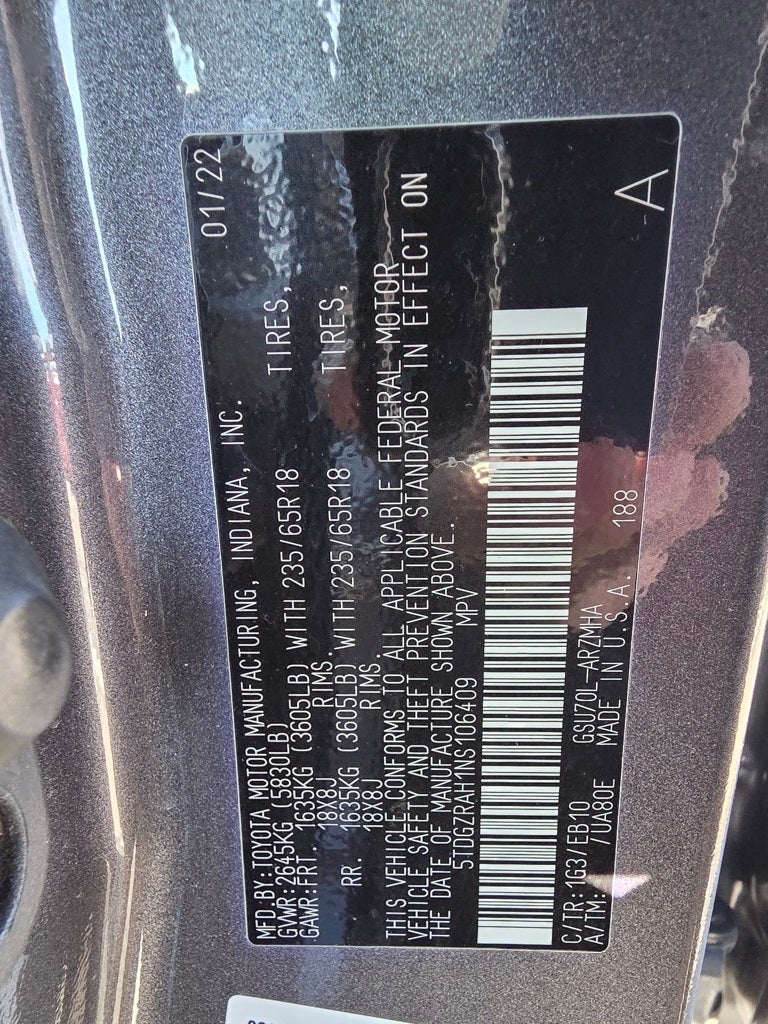 MFD.BY:TOYOTA MOTOR MANUFACTURING, INDIANA, INC. 01/22
GVWR:2645KG (5830LB)
GAWR:FRT. 1635KG (3605LB) WITH 235/65R18 TIRES,
18X8J RIMS.
RR. 1635KG (3605LB) WITH 235/65R18 TIRES,
18X8J RIMS.
THIS VEHICLE CONFORMS TO ALL APPLICABLE FEDERAL MOTOR
VEHICLE SAFETY AND THEFT PREVENTION STANDARDS IN EFFECT ON
THE DATE OF MANUFACTURE SHOWN ABOVE.
5TDGZRAH1NS106409 MPV
C/TR:1G3/EB10 GSU70L-ARZMHA
A/TM: /UA80E MADE IN U.S.A. 188
A